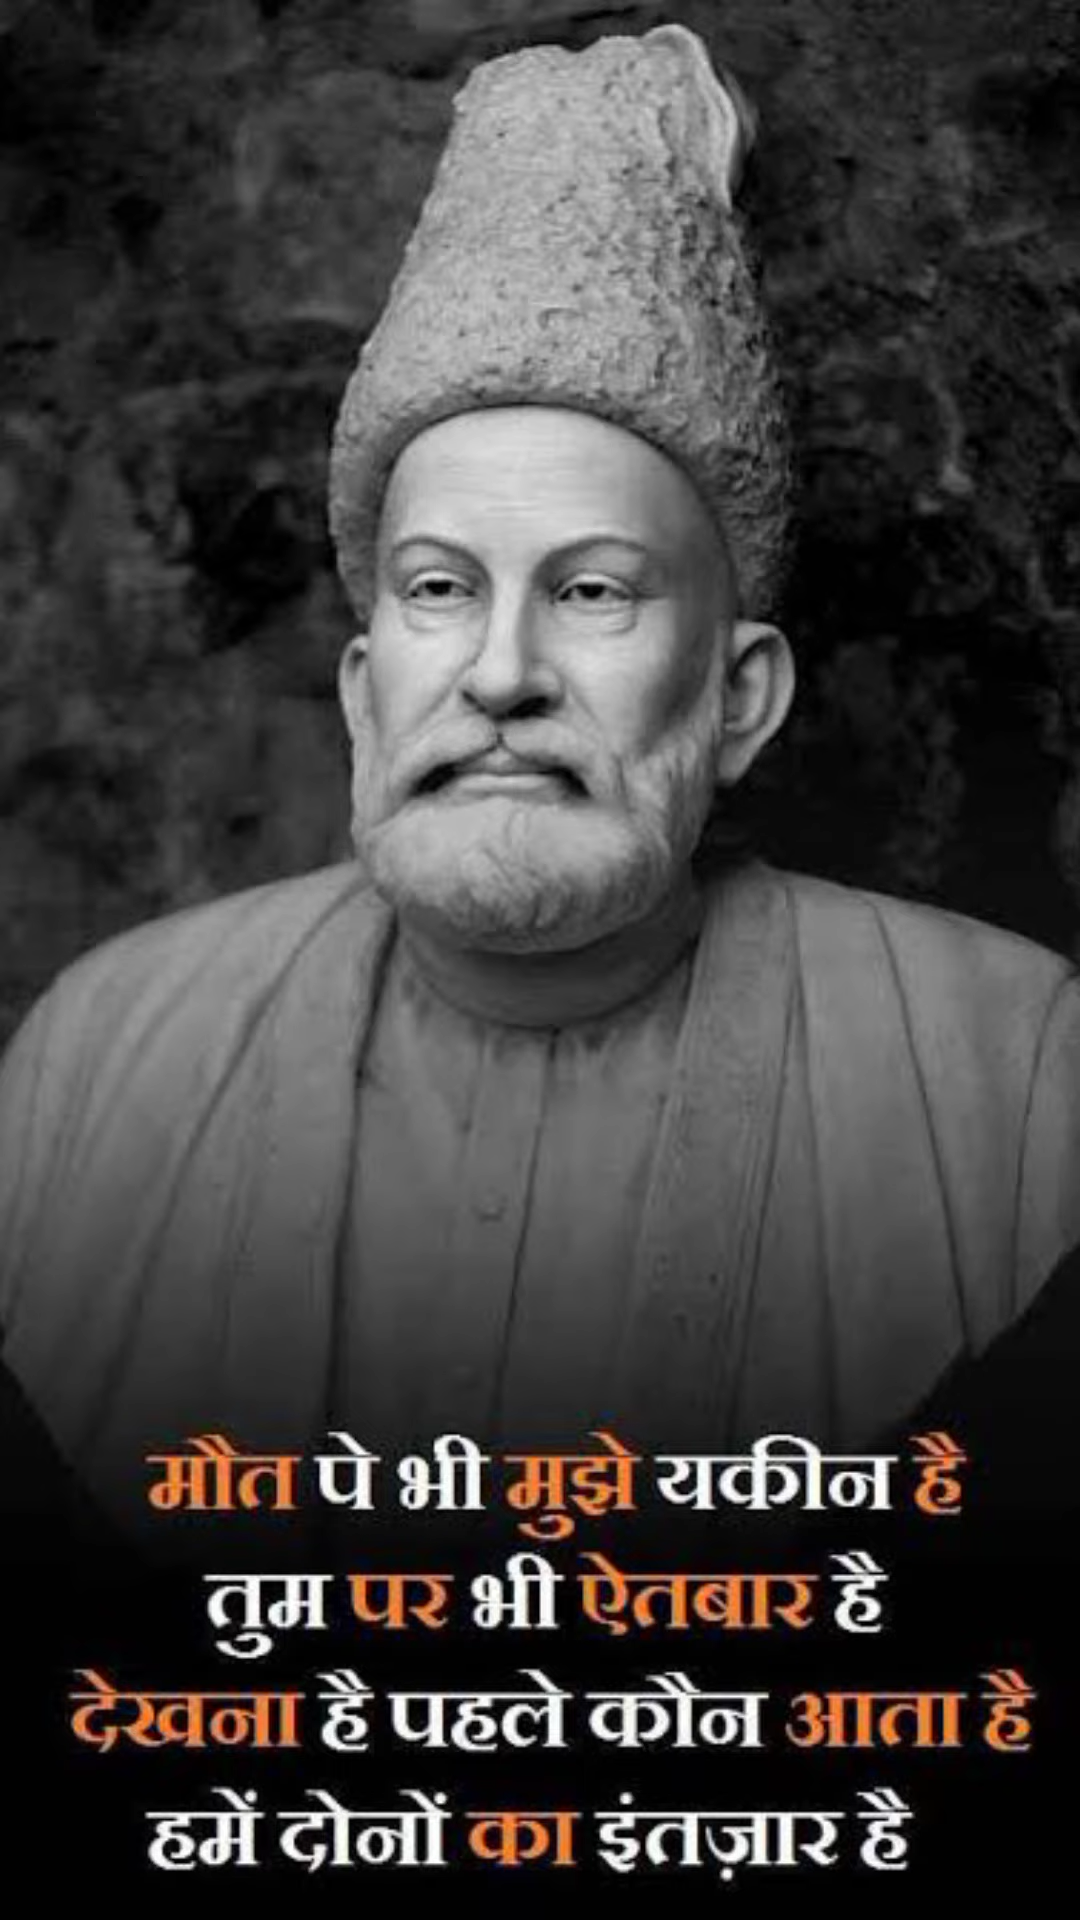 मौत पे भी मुझे यकीन है
तुम पर भी ऐतबार है
देखना है पहले कौन आता है
हमें दोनों का इंतज़ार है